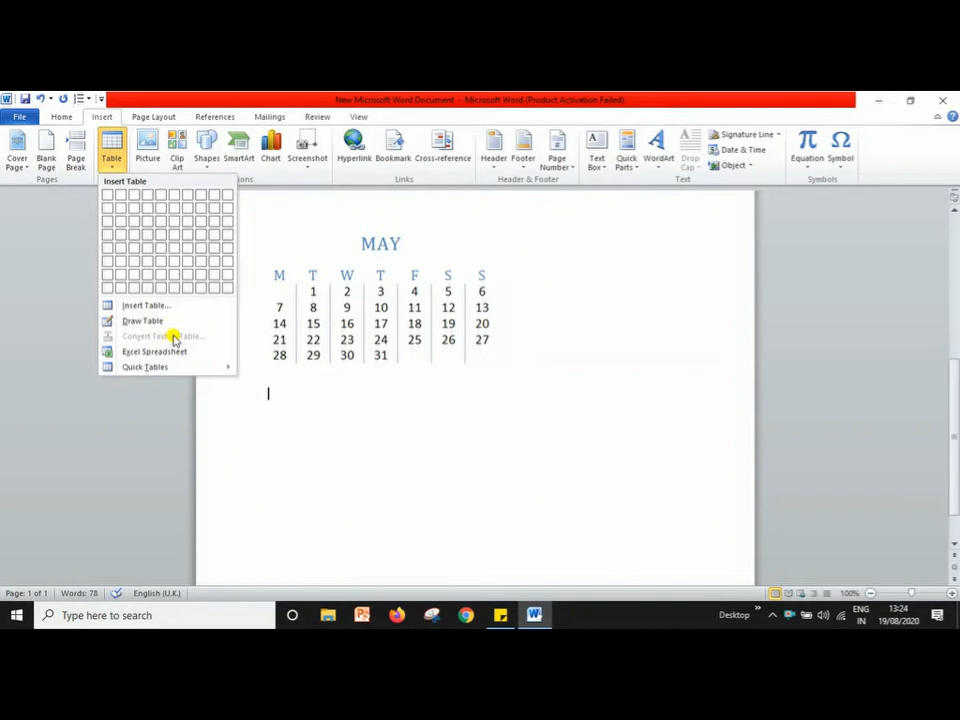 New Microsoft Word Document - Microsoft Word (Product Activation Failed)
File Home Insert Page Layout References Mailings Review View
Cover Page Blank Page Page Break Table Picture Clip Art Shapes SmartArt Chart Screenshot Hyperlink Bookmark Cross-reference Header Footer Page Number Text Box Quick Parts WordArt Drop Cap Signature Line Date & Time Object Equation Symbol
Pages Links Header & Footer Text Symbols
Insert Table
Insert Table...
Draw Table
Convert Table...
Excel Spreadsheet
Quick Tables
MAY
M T W T F S S
1 2 3 4 5 6
7 8 9 10 11 12 13
14 15 16 17 18 19 20
21 22 23 24 25 26 27
28 29 30 31
Page: 1 of 1 Words: 78 English (U.K.) 100%
Type here to search Desktop ENG IN 13:24 19/08/2020